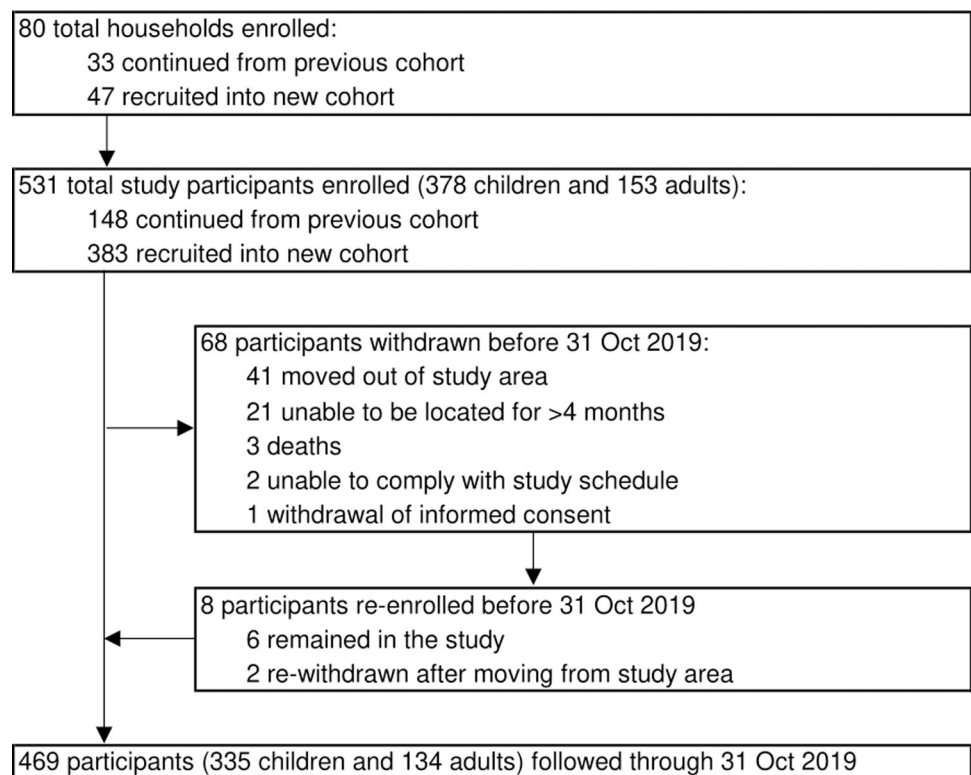 80 total households enrolled:
33 continued from previous cohort
47 recruited into new cohort
531 total study participants enrolled (378 children and 153 adults):
148 continued from previous cohort
383 recruited into new cohort
68 participants withdrawn before 31 Oct 2019:
41 moved out of study area
21 unable to be located for >4 months
3 deaths
2 unable to comply with study schedule
1 withdrawal of informed consent
8 participants re-enrolled before 31 Oct 2019
6 remained in the study
2 re-withdrawn after moving from study area
469 participants (335 children and 134 adults) followed through 31 Oct 2019